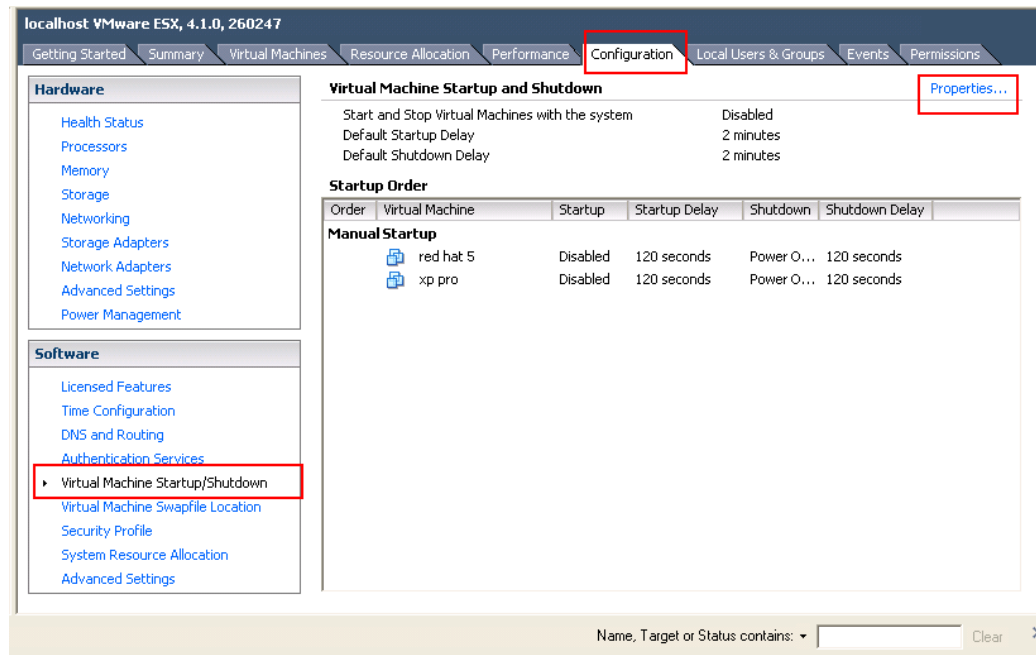 localhost VMware ESX, 4.1.0, 260247
Getting Started Summary Virtual Machines Resource Allocation Performance Configuration Local Users & Groups Events Permissions
Hardware
Health Status
Processors
Memory
Storage
Networking
Storage Adapters
Network Adapters
Advanced Settings
Power Management
Software
Licensed Features
Time Configuration
DNS and Routing
Authentication Services
Virtual Machine Startup/Shutdown
Virtual Machine Swapfile Location
Security Profile
System Resource Allocation
Advanced Settings
Virtual Machine Startup and Shutdown Properties...
Start and Stop Virtual Machines with the system Disabled
Default Startup Delay 2 minutes
Default Shutdown Delay 2 minutes
Startup Order
Order Virtual Machine Startup Startup Delay Shutdown Shutdown Delay
Manual Startup
red hat 5 Disabled 120 seconds Power O... 120 seconds
xp pro Disabled 120 seconds Power O... 120 seconds
Name, Target or Status contains: Clear